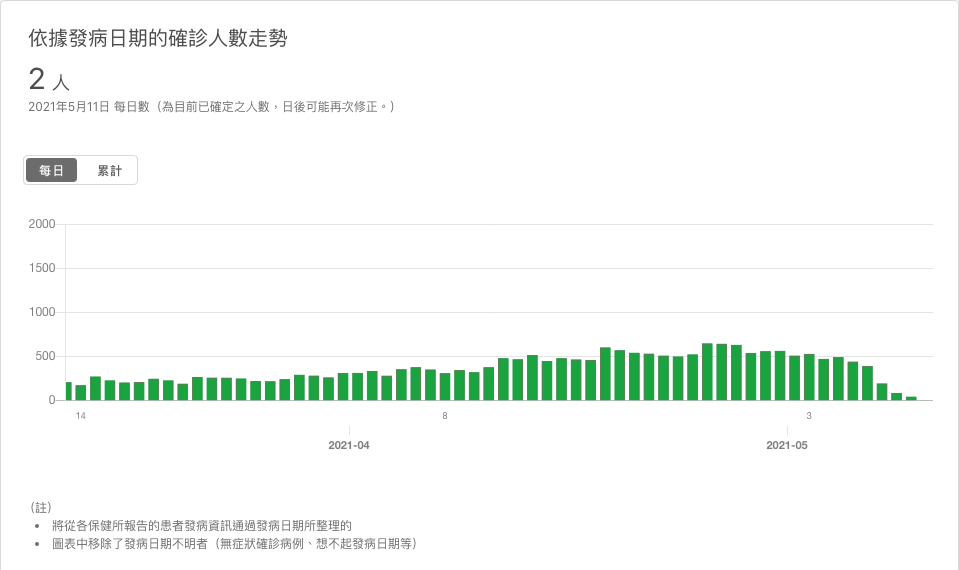 依據發病日期的確診人數走勢
2 人
2021年5月11日 每日數（為目前已確定之人數，日後可能再次修正。）
每日 累計
2000
1500
1000
500
0
14 8 3
2021-04 2021-05
（註）
• 將從各保健所報告的患者發病資訊通過發病日期所整理的
• 圖表中移除了發病日期不明者（無症狀確診病例、想不起發病日期等）